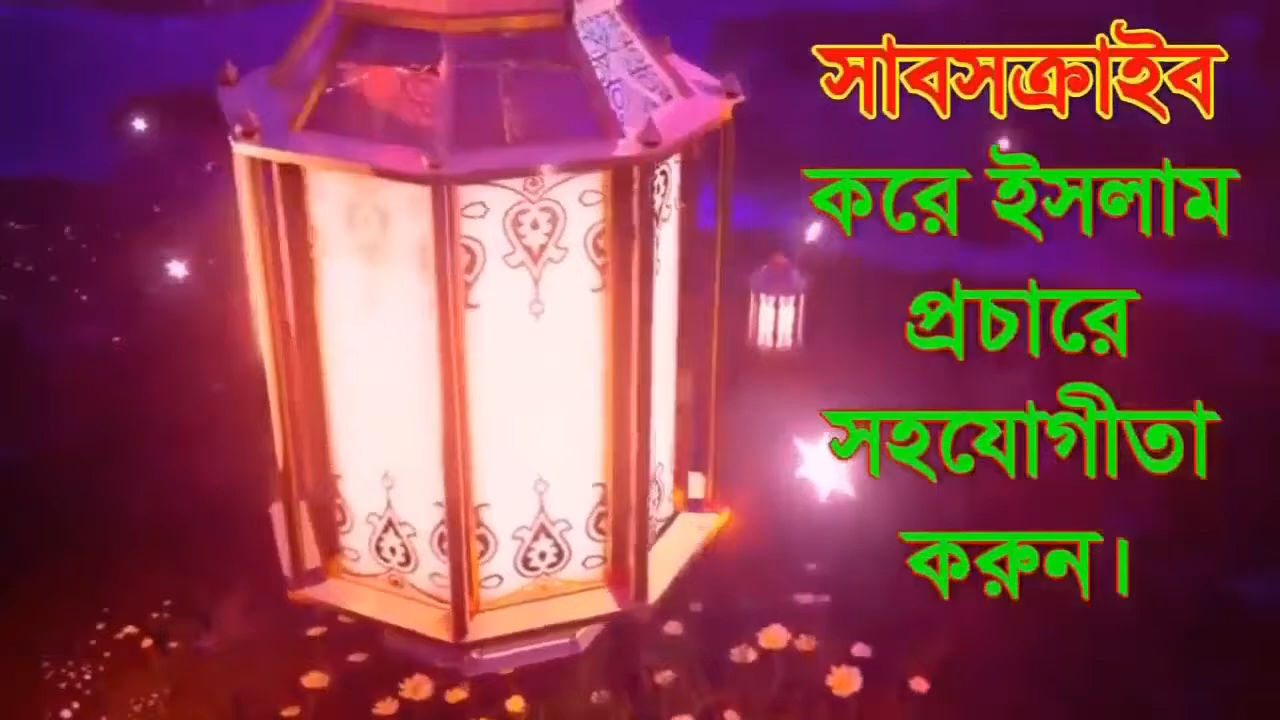 সাবসক্রাইব
করে ইসলাম
প্রচারে
সহযোগীতা
করুন।